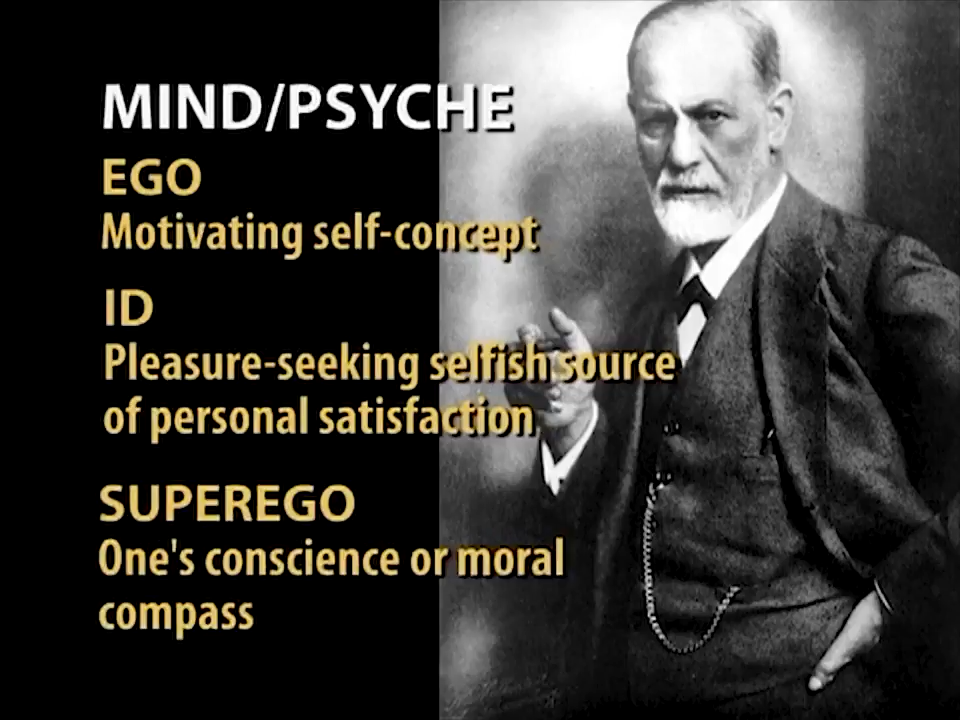 MIND/PSYCHE
EGO
Motivating self-concept
ID
Pleasure-seeking selfish source
of personal satisfaction
SUPEREGO
One's conscience or moral
compass